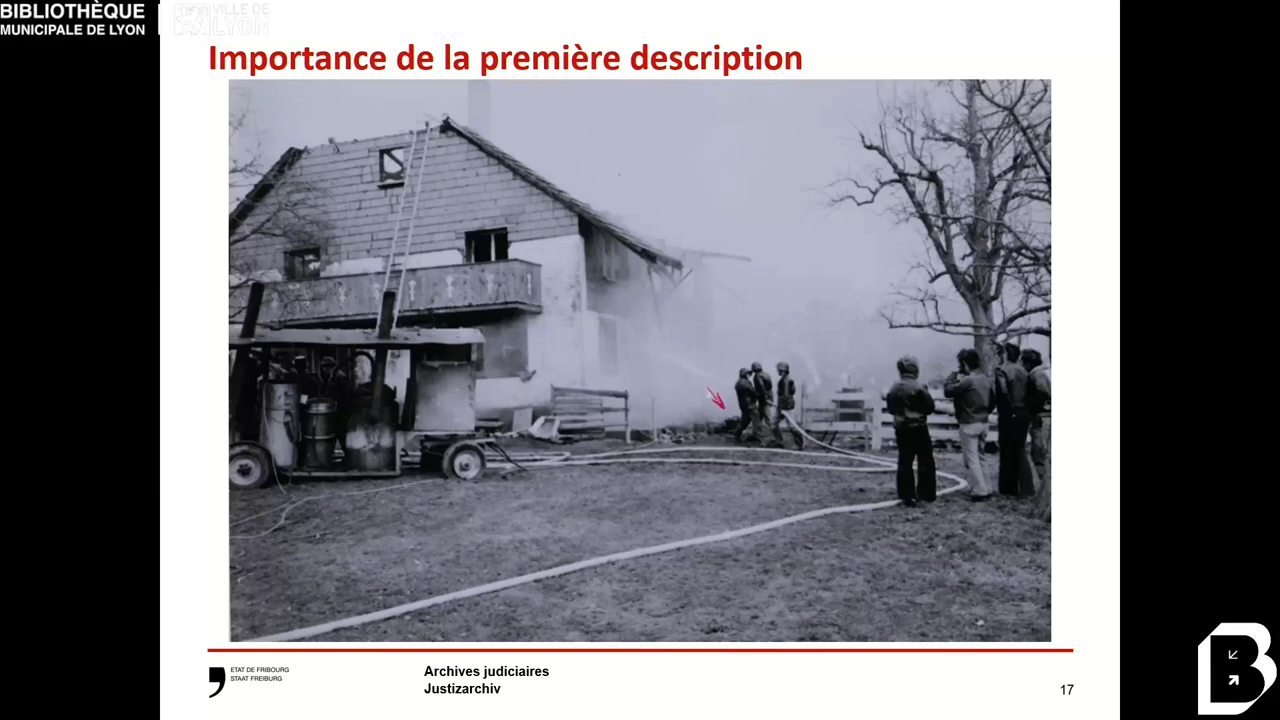 BIBLIOTHÈQUE
MUNICIPALE DE LYON
VILLE DE
LYON
Importance de la première description
ETAT DE FRIBOURG
STAAT FREIBURG
Archives judiciaires
Justizarchiv
17
B